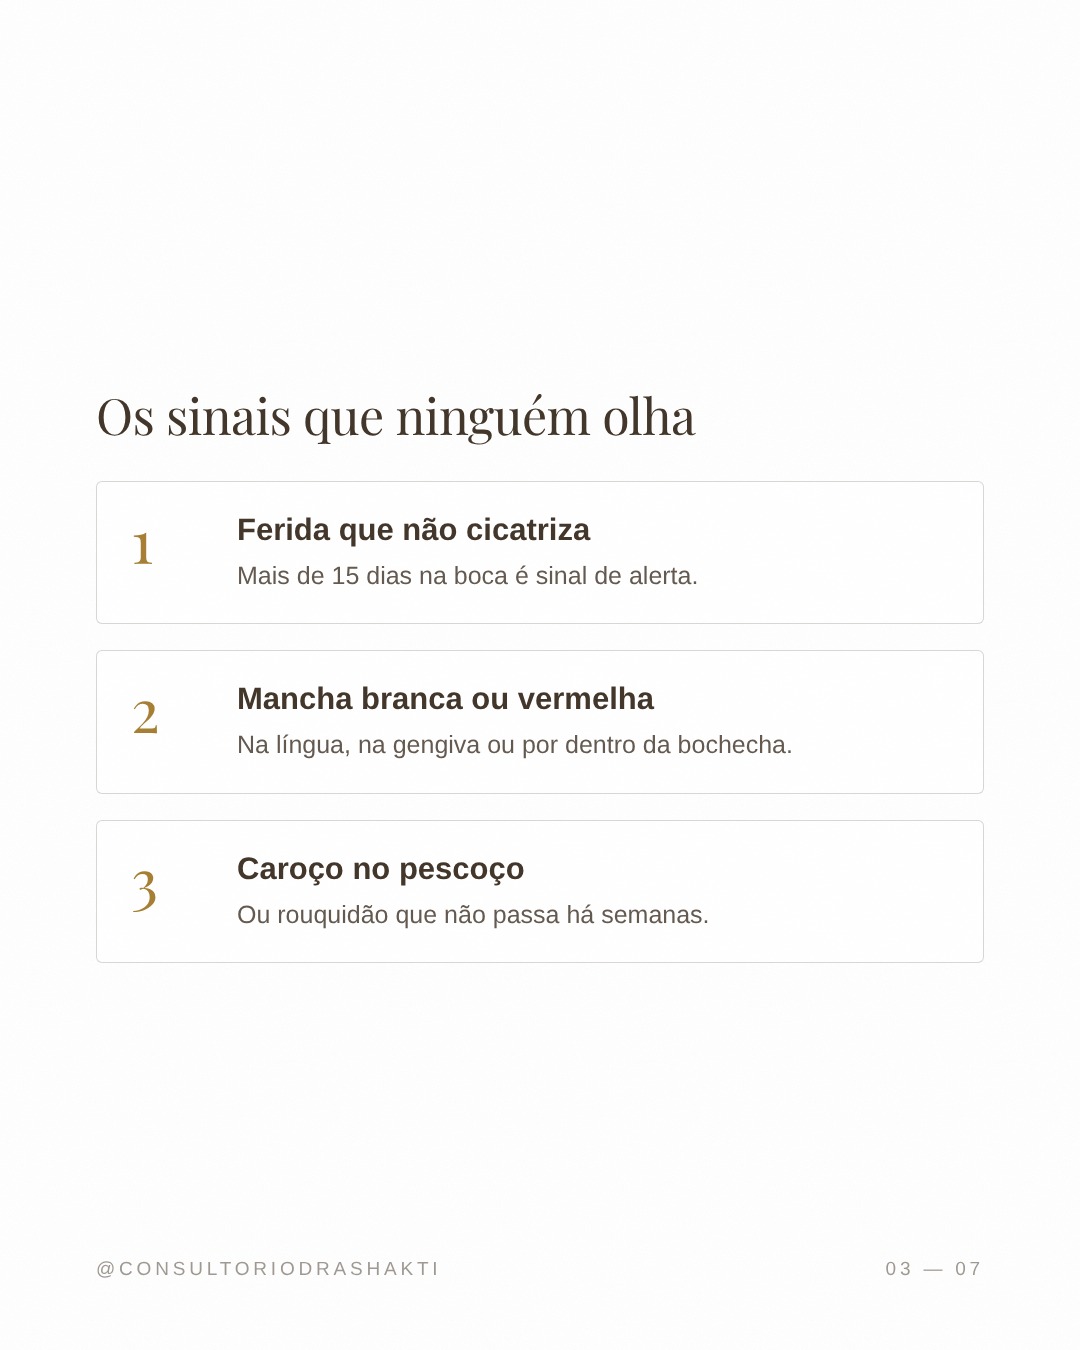 Os sinais que ninguém olha
1
Ferida que não cicatriza
Mais de 15 dias na boca é sinal de alerta.
2
Mancha branca ou vermelha
Na língua, na gengiva ou por dentro da bochecha.
3
Caroço no pescoço
Ou rouquidão que não passa há semanas.
@CONSULTORIODRASHAKTI
03 — 07